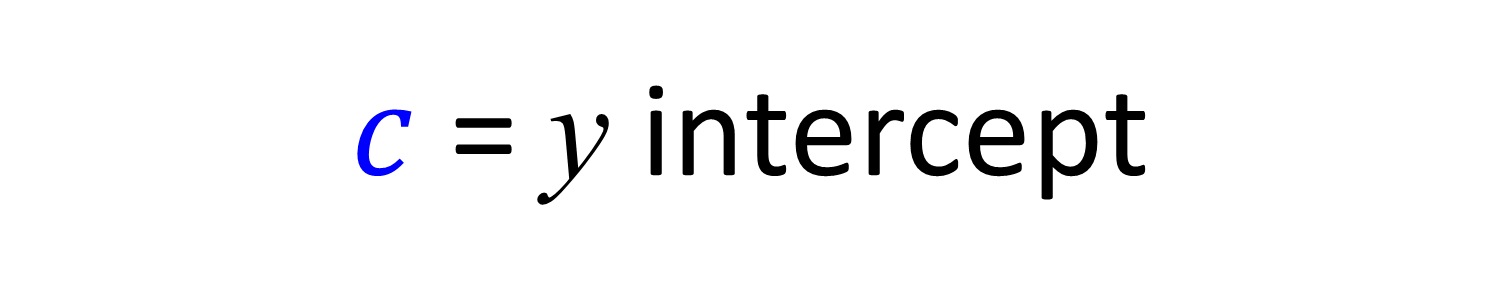 c = y intercept